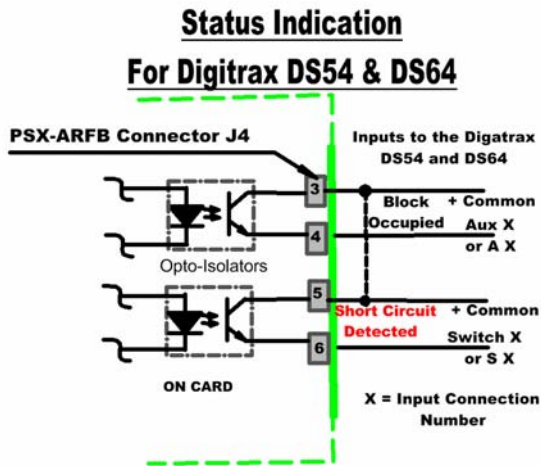 Status Indication
For Digitrax DS54 & DS64
PSX-ARFB Connector J4
Inputs to the Digatrax
DS54 and DS64
3
Block
Occupied
+ Common
4
Aux X
or A X
Opto-Isolators
5
Short Circuit
Detected
+ Common
6
Switch X
or S X
ON CARD
X = Input Connection
Number